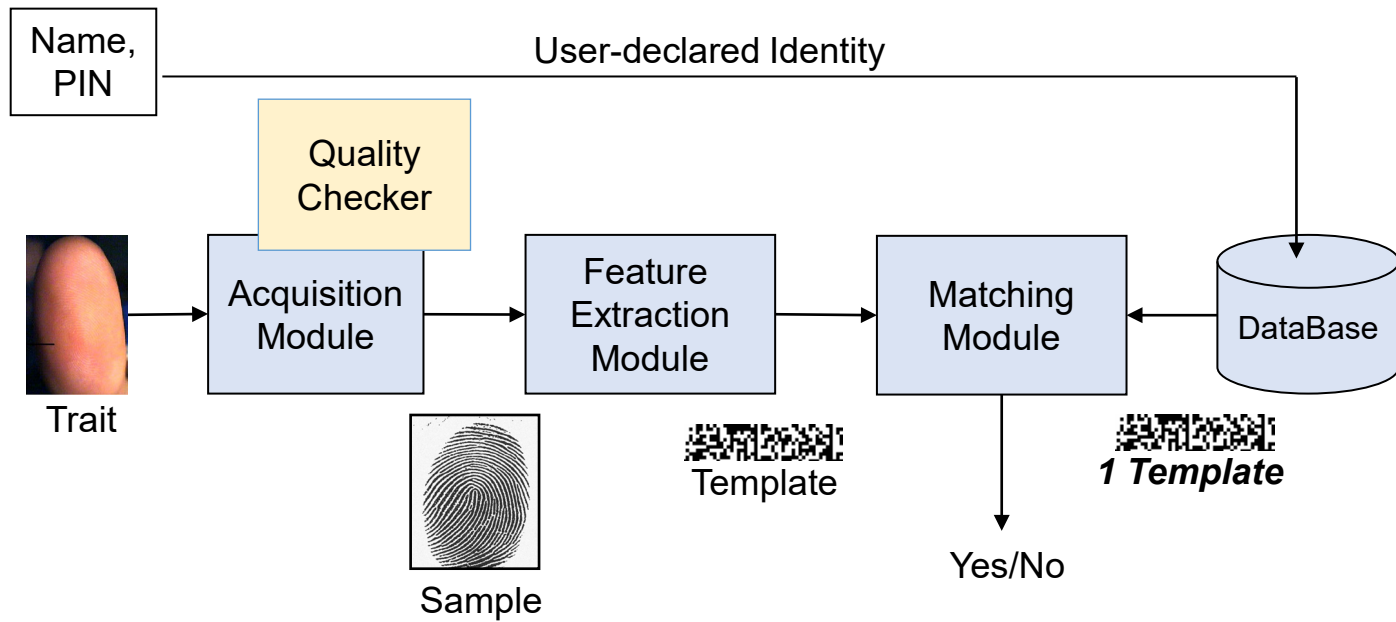 Name,
PIN
User-declared Identity
Quality
Checker
Acquisition
Module
Feature
Extraction
Module
Matching
Module
DataBase
Trait
Sample
Template
1 Template
Yes/No